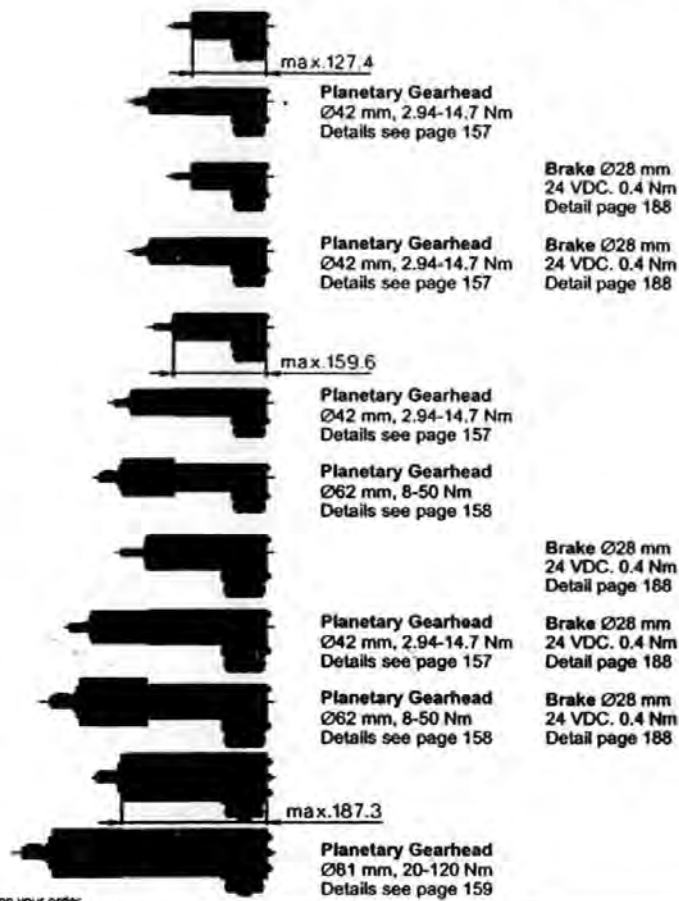 max.127.4
Planetary Gearhead
Ø42 mm, 2.94-14.7 Nm
Details see page 157
Brake Ø28 mm
24 VDC. 0.4 Nm
Detail page 188
Planetary Gearhead
Ø42 mm, 2.94-14.7 Nm
Details see page 157
Brake Ø28 mm
24 VDC. 0.4 Nm
Detail page 188
max.159.6
Planetary Gearhead
Ø42 mm, 2.94-14.7 Nm
Details see page 157
Planetary Gearhead
Ø62 mm, 8-50 Nm
Details see page 158
Brake Ø28 mm
24 VDC. 0.4 Nm
Detail page 188
Planetary Gearhead
Ø42 mm, 2.94-14.7 Nm
Details see page 157
Brake Ø28 mm
24 VDC. 0.4 Nm
Detail page 188
Planetary Gearhead
Ø62 mm, 8-50 Nm
Details see page 158
Brake Ø28 mm
24 VDC. 0.4 Nm
Detail page 188
max.187.3
Planetary Gearhead
Ø81 mm, 20-120 Nm
Details see page 159
your order